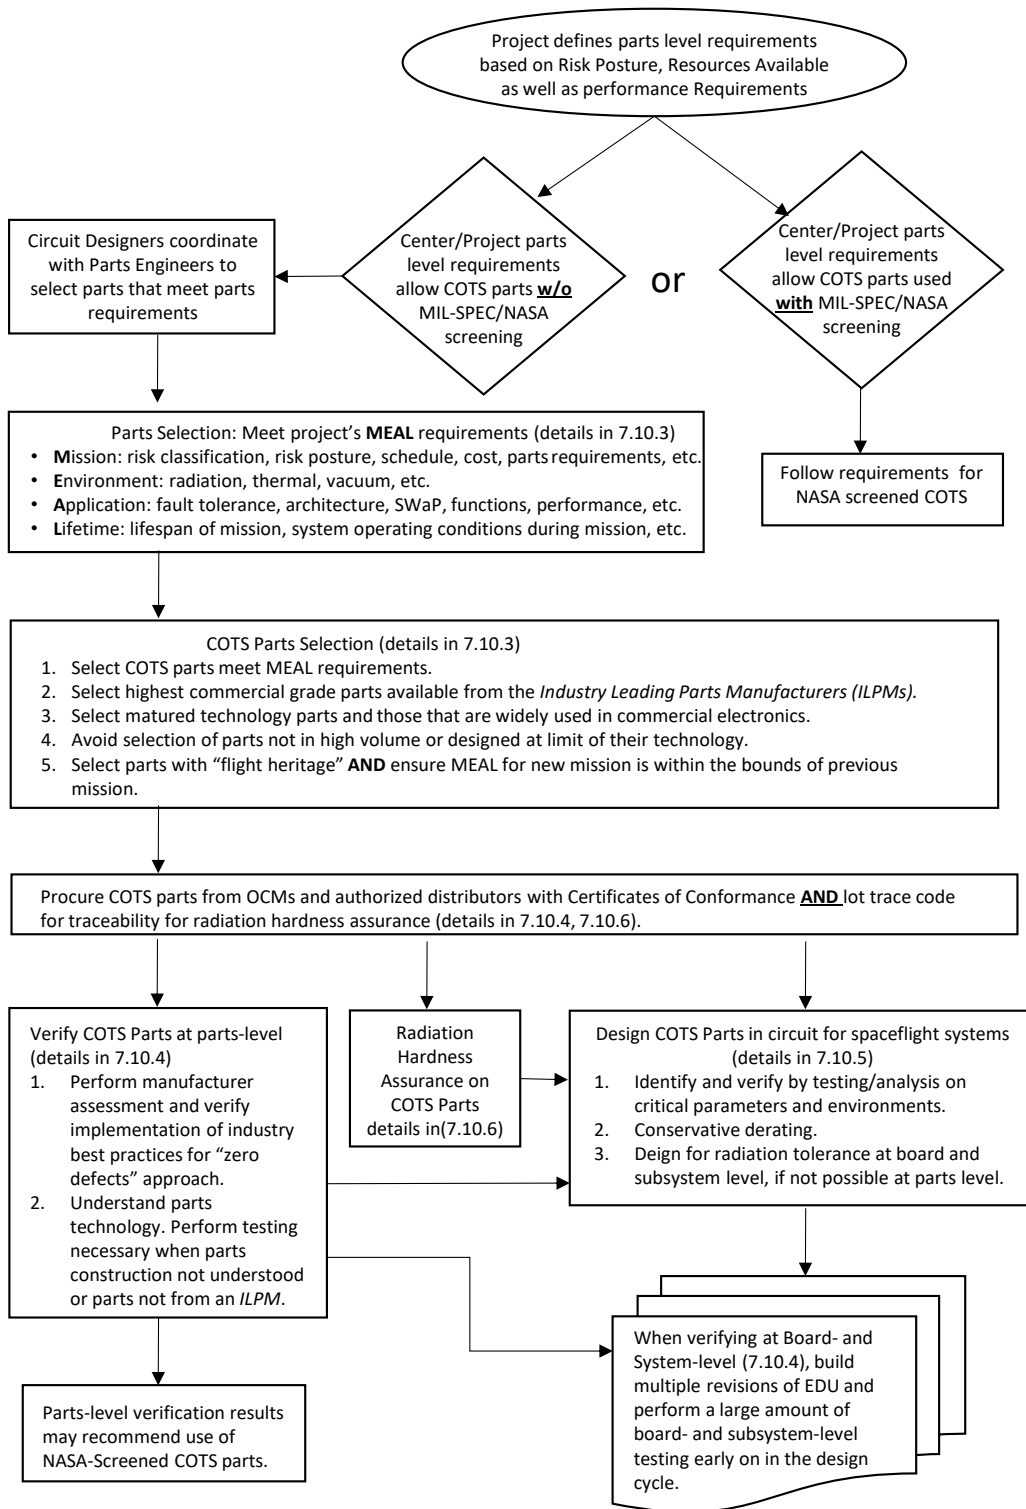 Project defines parts level requirements
based on Risk Posture, Resources Available
as well as performance Requirements
Circuit Designers coordinate
with Parts Engineers to
select parts that meet parts
requirements
Center/Project parts
level requirements
allow COTS parts w/o
MIL-SPEC/NASA
screening
or
Center/Project parts
level requirements
allow COTS parts used
with MIL-SPEC/NASA
screening
Parts Selection: Meet project's MEAL requirements (details in 7.10.3)
• Mission: risk classification, risk posture, schedule, cost, parts requirements, etc.
• Environment: radiation, thermal, vacuum, etc.
• Application: fault tolerance, architecture, SWaP, functions, performance, etc.
• Lifetime: lifespan of mission, system operating conditions during mission, etc.
Follow requirements for
NASA screened COTS
COTS Parts Selection (details in 7.10.3)
1. Select COTS parts meet MEAL requirements.
2. Select highest commercial grade parts available from the Industry Leading Parts Manufacturers (ILPMs).
3. Select matured technology parts and those that are widely used in commercial electronics.
4. Avoid selection of parts not in high volume or designed at limit of their technology.
5. Select parts with “flight heritage” AND ensure MEAL for new mission is within the bounds of previous
mission.
Procure COTS parts from OCMs and authorized distributors with Certificates of Conformance AND lot trace code
for traceability for radiation hardness assurance (details in 7.10.4, 7.10.6).
Verify COTS Parts at parts-level
(details in 7.10.4)
1. Perform manufacturer
assessment and verify
implementation of industry
best practices for “zero
defects” approach.
2. Understand parts
technology. Perform testing
necessary when parts
construction not understood
or parts not from an ILPM.
Radiation
Hardness
Assurance on
COTS Parts
details in(7.10.6)
Design COTS Parts in circuit for spaceflight systems
(details in 7.10.5)
1. Identify and verify by testing/analysis on
critical parameters and environments.
2. Conservative derating.
3. Deign for radiation tolerance at board and
subsystem level, if not possible at parts level.
Parts-level verification results
may recommend use of
NASA-Screened COTS parts.
When verifying at Board- and
System-level (7.10.4), build
multiple revisions of EDU and
perform a large amount of
board- and subsystem-level
testing early on in the design
cycle.